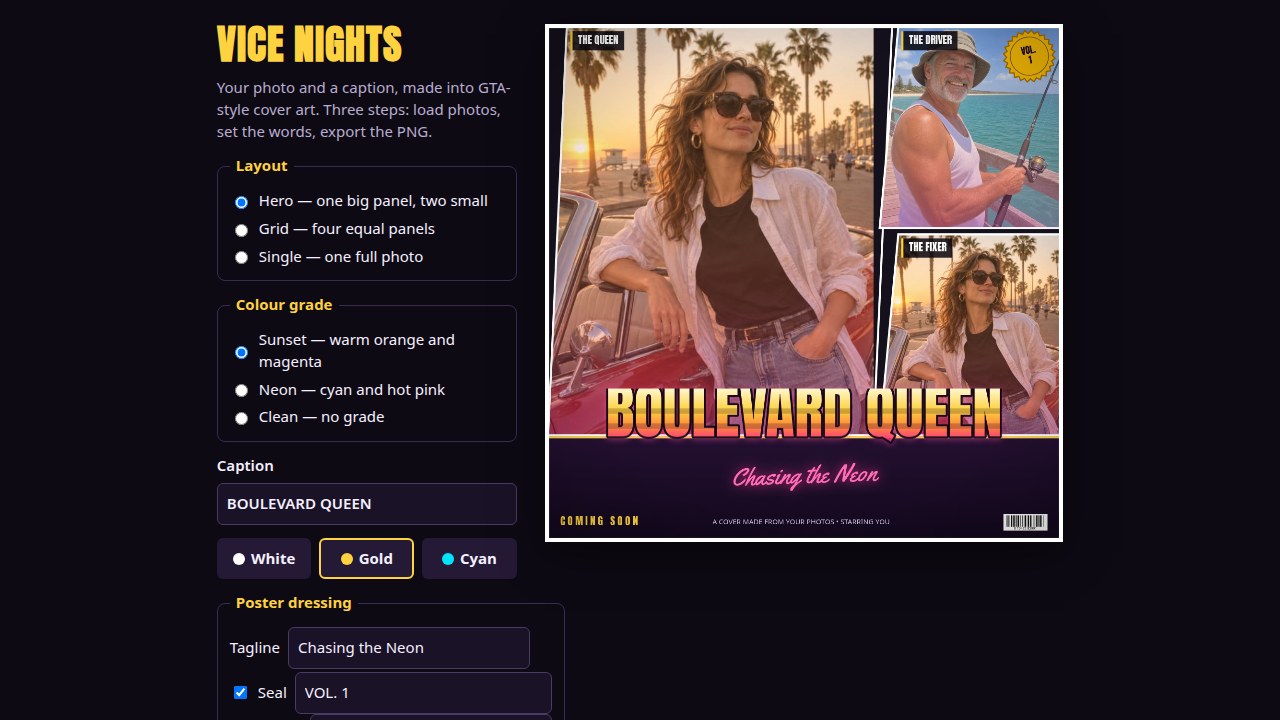 VICE NIGHTS
Your photo and a caption, made into GTA-
style cover art. Three steps: load photos,
set the words, export the PNG.
Layout
Hero — one big panel, two small
Grid — four equal panels
Single — one full photo
Colour grade
Sunset — warm orange and
magenta
Neon — cyan and hot pink
Clean — no grade
Caption
BOULEVARD QUEEN
White
Gold
Cyan
Poster dressing
Tagline
Chasing the Neon
Seal
VOL. 1
THE QUEEN
THE DRIVER
VOL.
1
THE FIXER
BOULEVARD QUEEN
Chasing the Neon
COMING SOON
A COVER MADE FROM YOUR PHOTOS • STARRING YOU